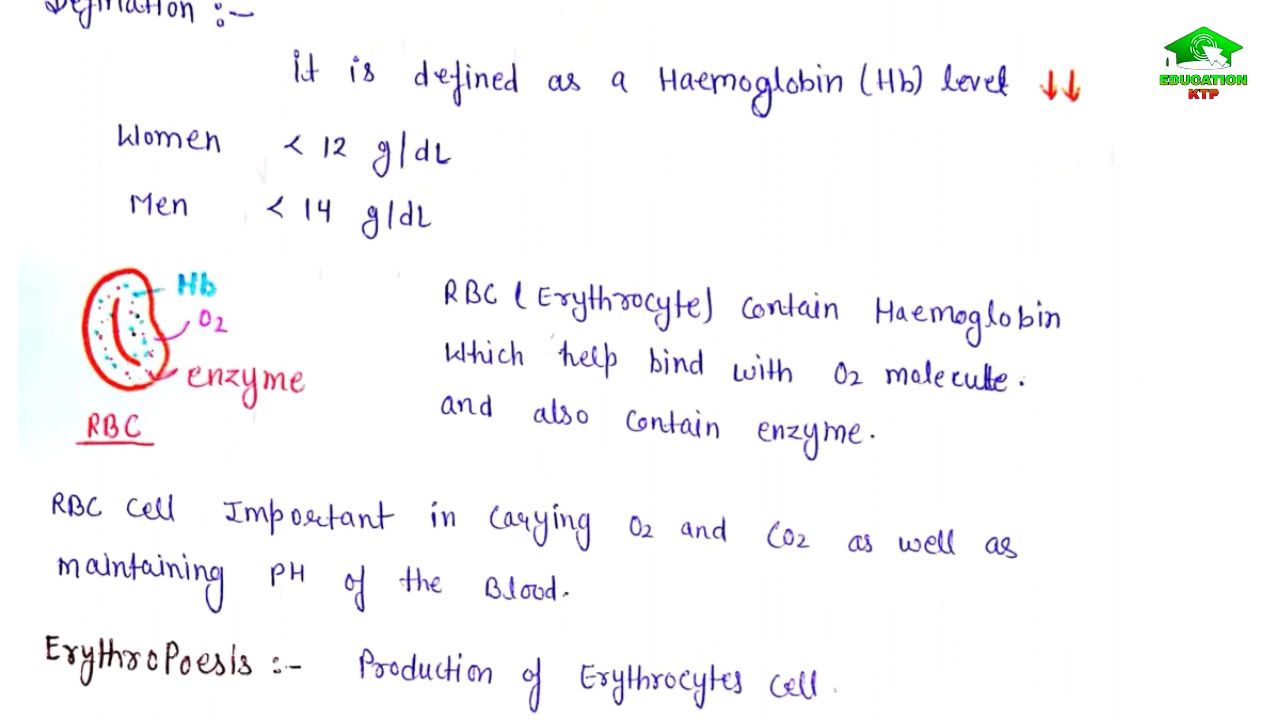 Defination :-
EDUCATION
KTP
it is defined as a Haemoglobin (Hb) level ↓↓
Women < 12 g/dL
Men < 14 g/dL
Hb
O2
enzyme
RBC
RBC (Erythrocyte) contain Haemoglobin
which help bind with O2 molecule.
and also contain enzyme.
RBC cell Important in carying O2 and CO2 as well as
maintaining PH of the Blood.
ErythroPoesis :- Production of Erythrocytes cell.